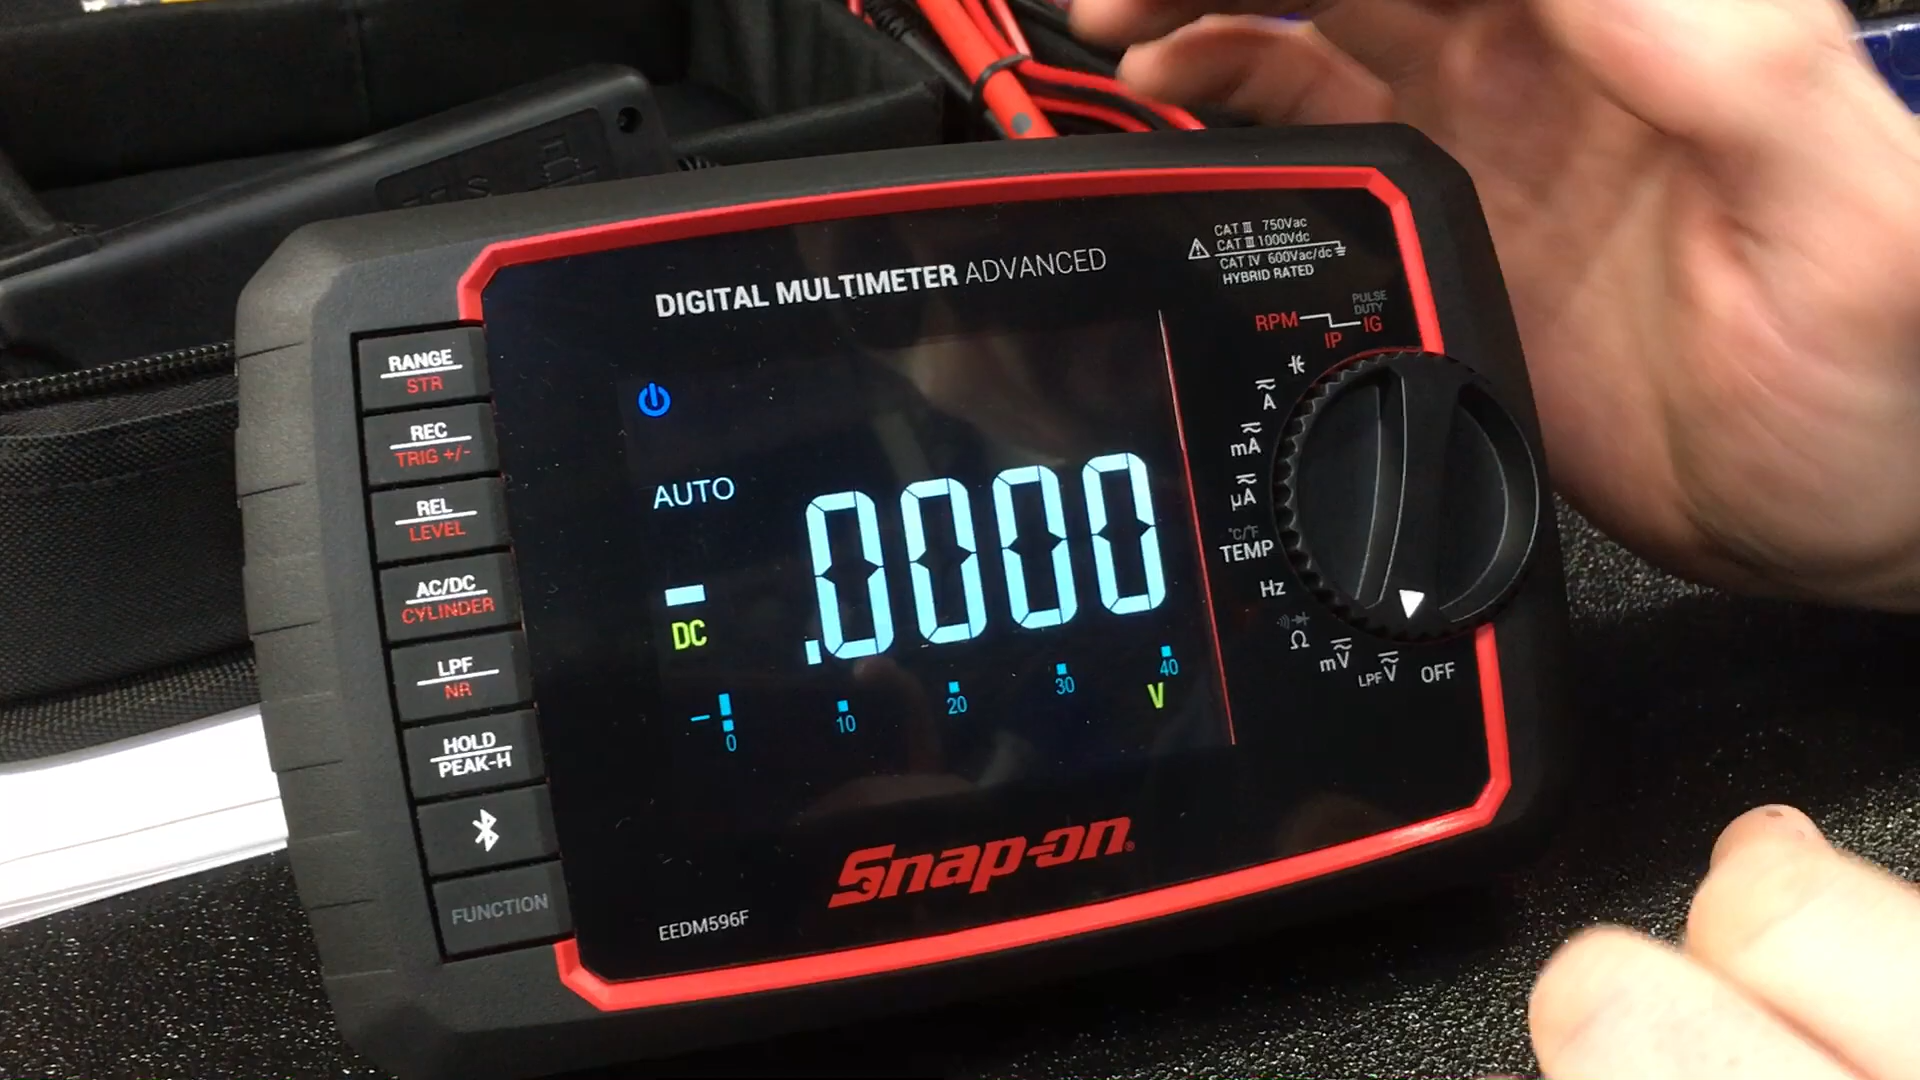 DIGITAL MULTIMETER ADVANCED
CAT III 750Vac
CAT III 1000Vdc
CAT IV 600Vac/dc
HYBRID RATED
RANGE
STR
REC
TRIG +/-
REL
LEVEL
AC/DC
CYLINDER
LPF
NR
HOLD
PEAK-H
FUNCTION
AUTO
-
DC
.0000
V
-
0 10 20 30 40
PULSE
DUTY
RPM
IP
IG
A
mA
µA
°C/°F
TEMP
Hz
Ω
mV
LPF V
OFF
Snap-on®
EEDM596F